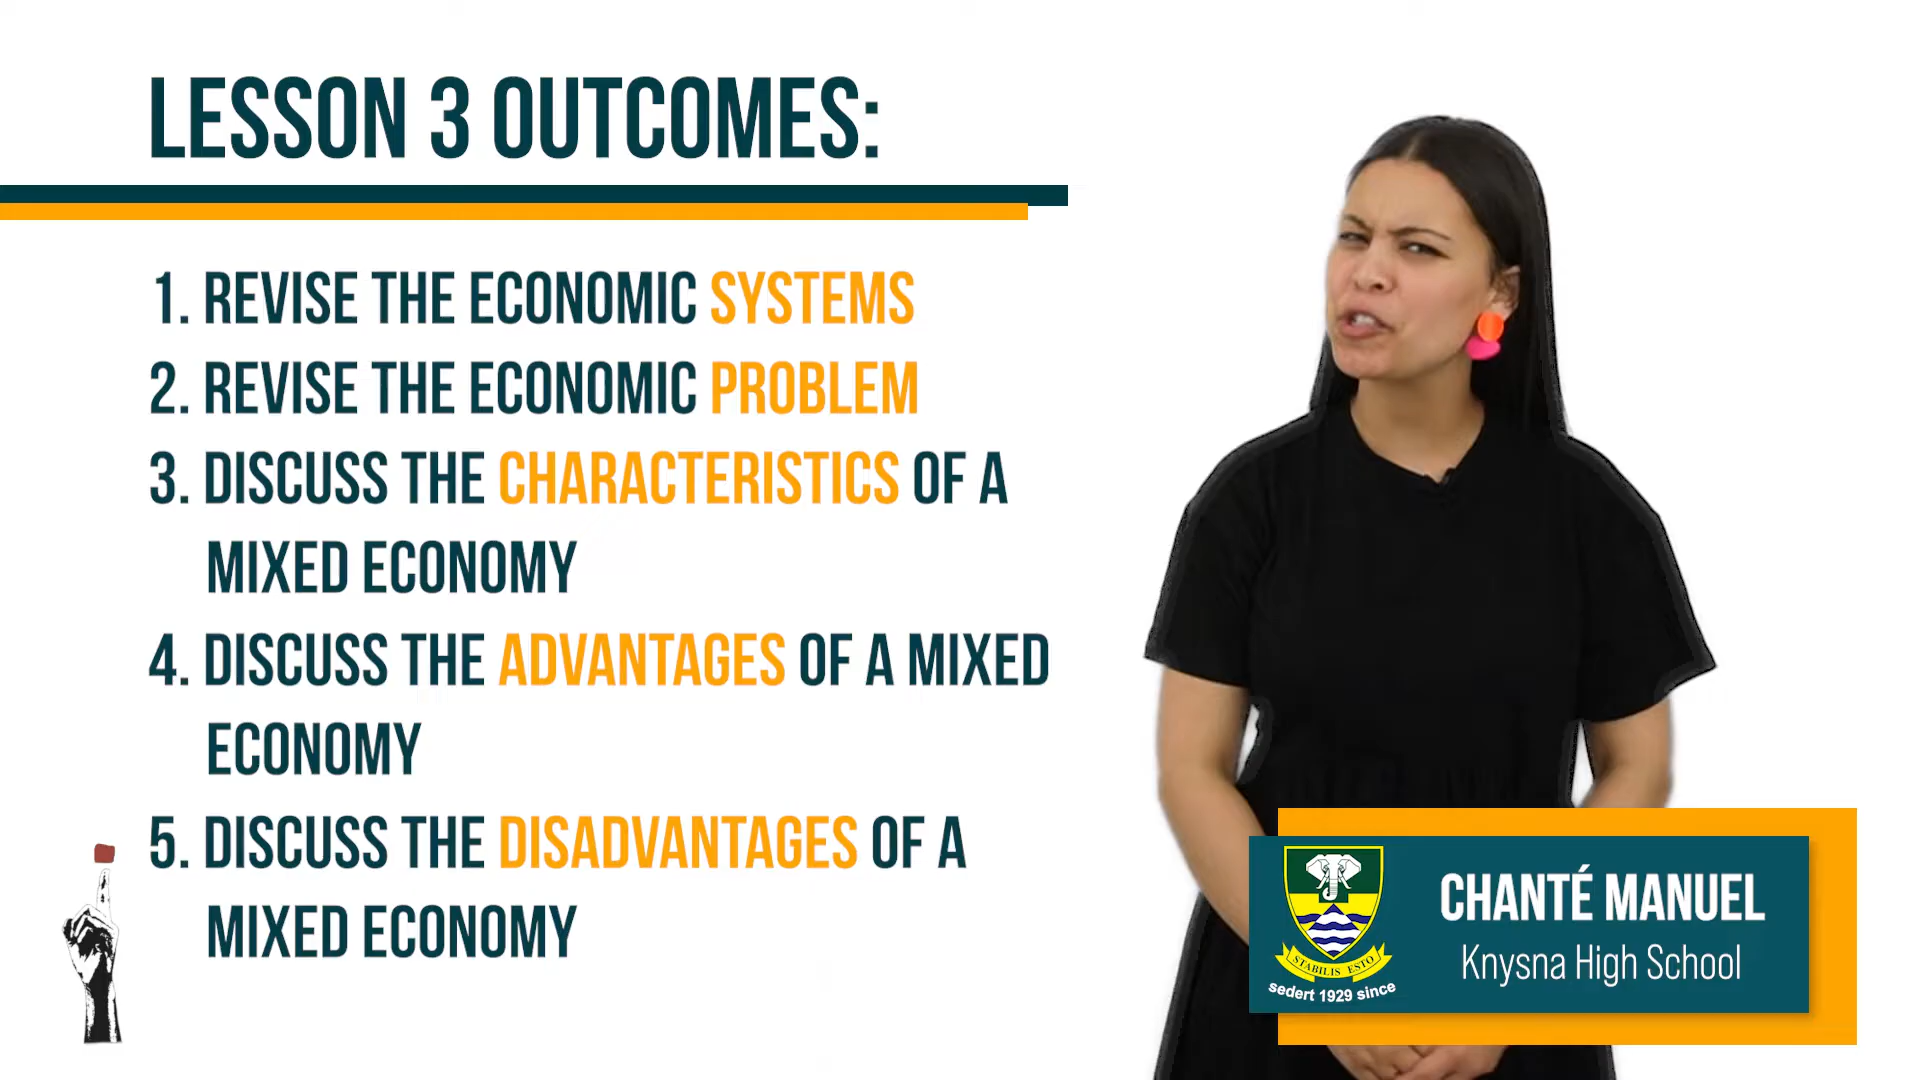 LESSON 3 OUTCOMES:
1. REVISE THE ECONOMIC SYSTEMS
2. REVISE THE ECONOMIC PROBLEM
3. DISCUSS THE CHARACTERISTICS OF A
MIXED ECONOMY
4. DISCUSS THE ADVANTAGES OF A MIXED
ECONOMY
5. DISCUSS THE DISADVANTAGES OF A
MIXED ECONOMY
CHANTÉ MANUEL
Knysna High School
STABILIS ESTO
sedert 1929 since